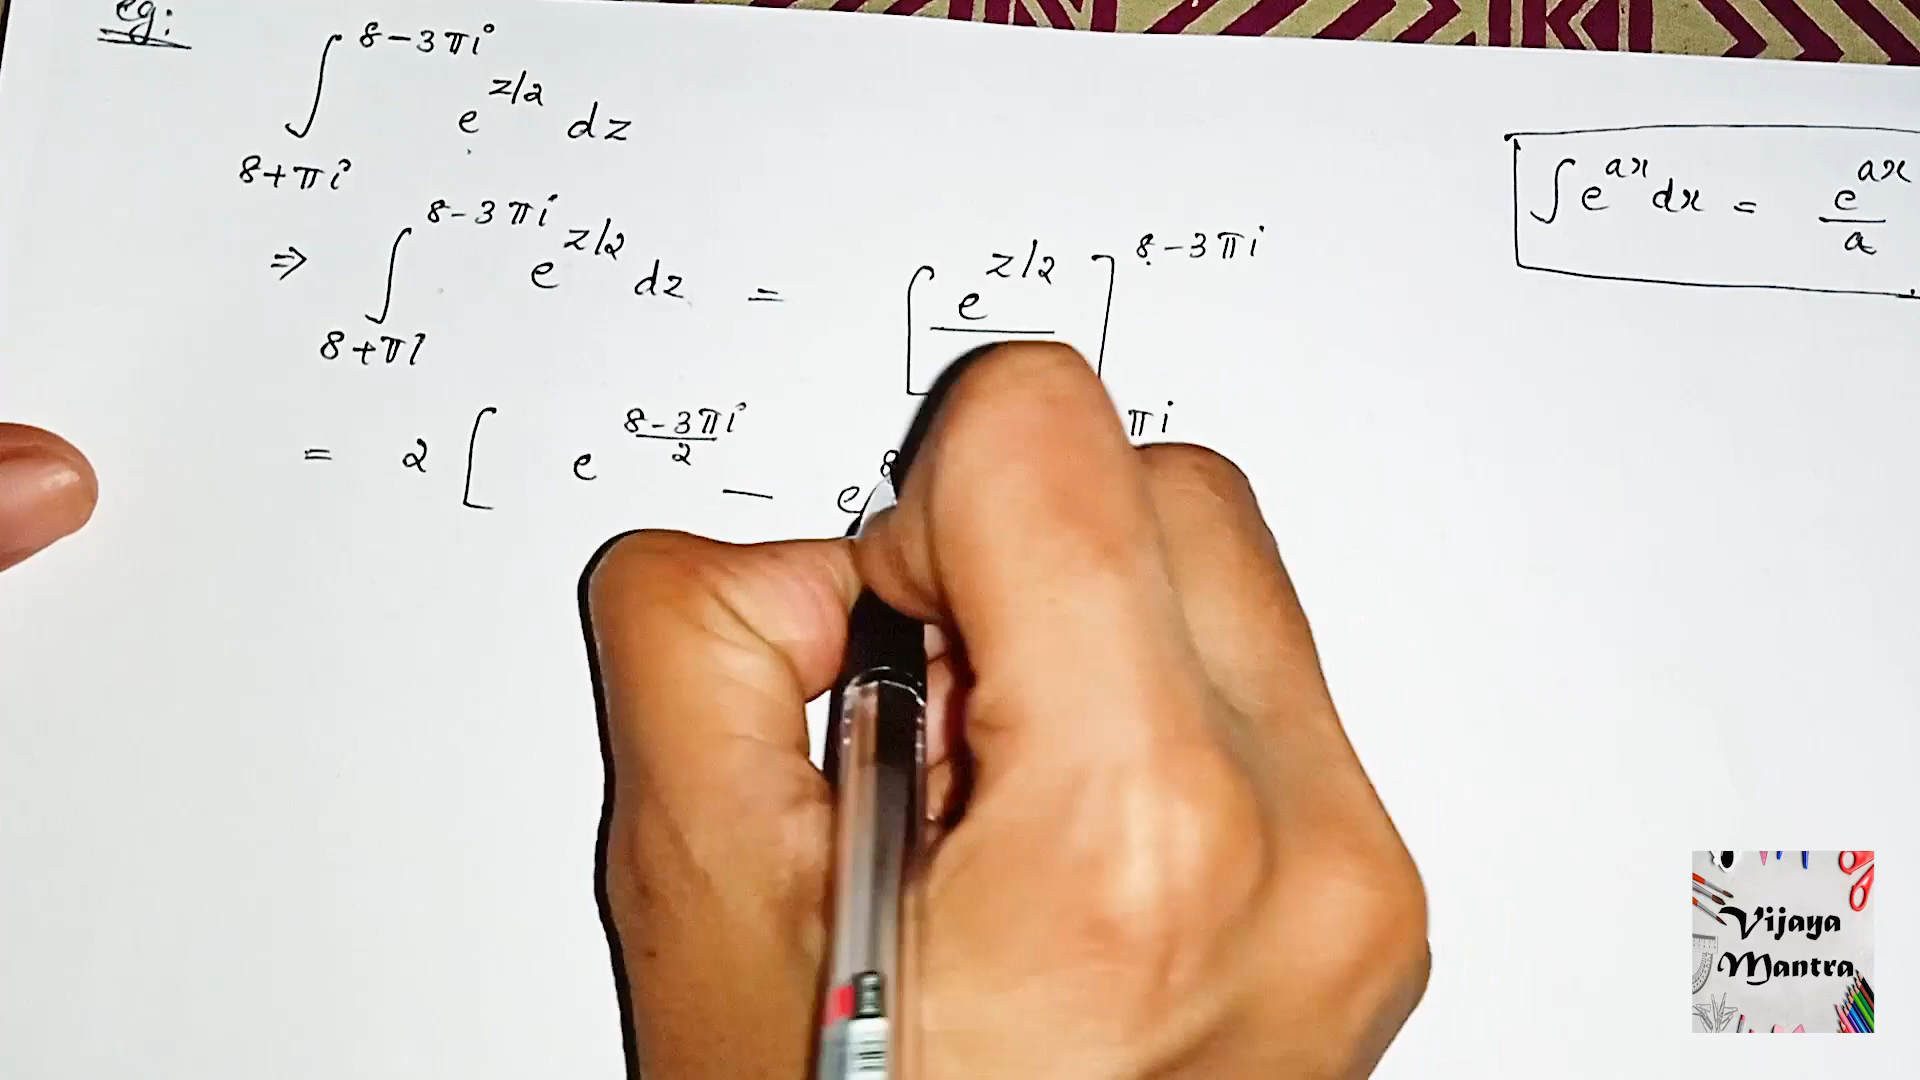 eg:
∫_{8+πi}^{8-3πi} e^{z/2} dz
⇒ ∫_{8+πi}^{8-3πi} e^{z/2} dz = [e^{z/2}]^{8-3πi} πi
= 2 [ e^{(8-3πi)/2} − e^{8
∫ e^{ax} dx = e^{ax}/a
Vijaya
Mantra